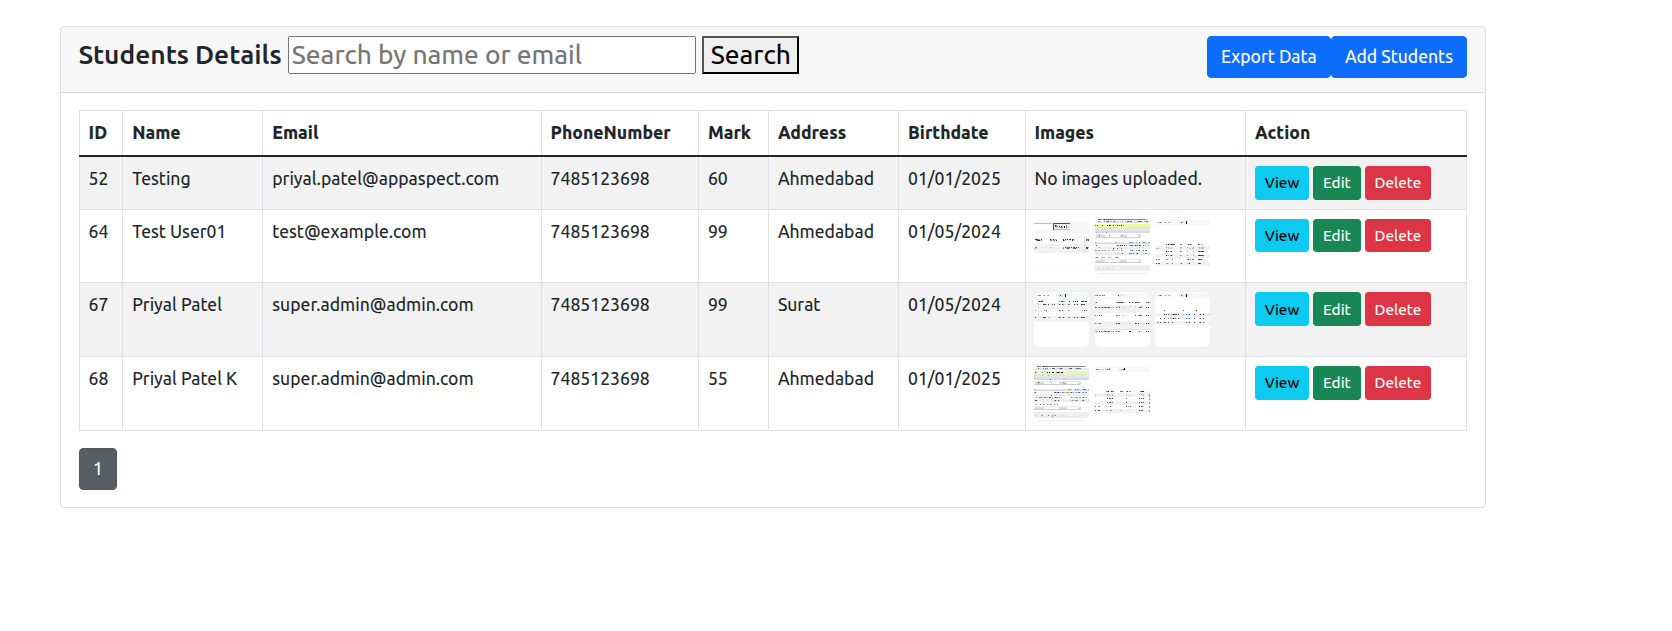 Students Details Search by name or email Search Export Data Add Students
ID Name Email PhoneNumber Mark Address Birthdate Images Action
52 Testing priyal.patel@appaspect.com 7485123698 60 Ahmedabad 01/01/2025 No images uploaded. View Edit Delete
64 Test User01 test@example.com 7485123698 99 Ahmedabad 01/05/2024 View Edit Delete
67 Priyal Patel super.admin@admin.com 7485123698 99 Surat 01/05/2024 View Edit Delete
68 Priyal Patel K super.admin@admin.com 7485123698 55 Ahmedabad 01/01/2025 View Edit Delete
1